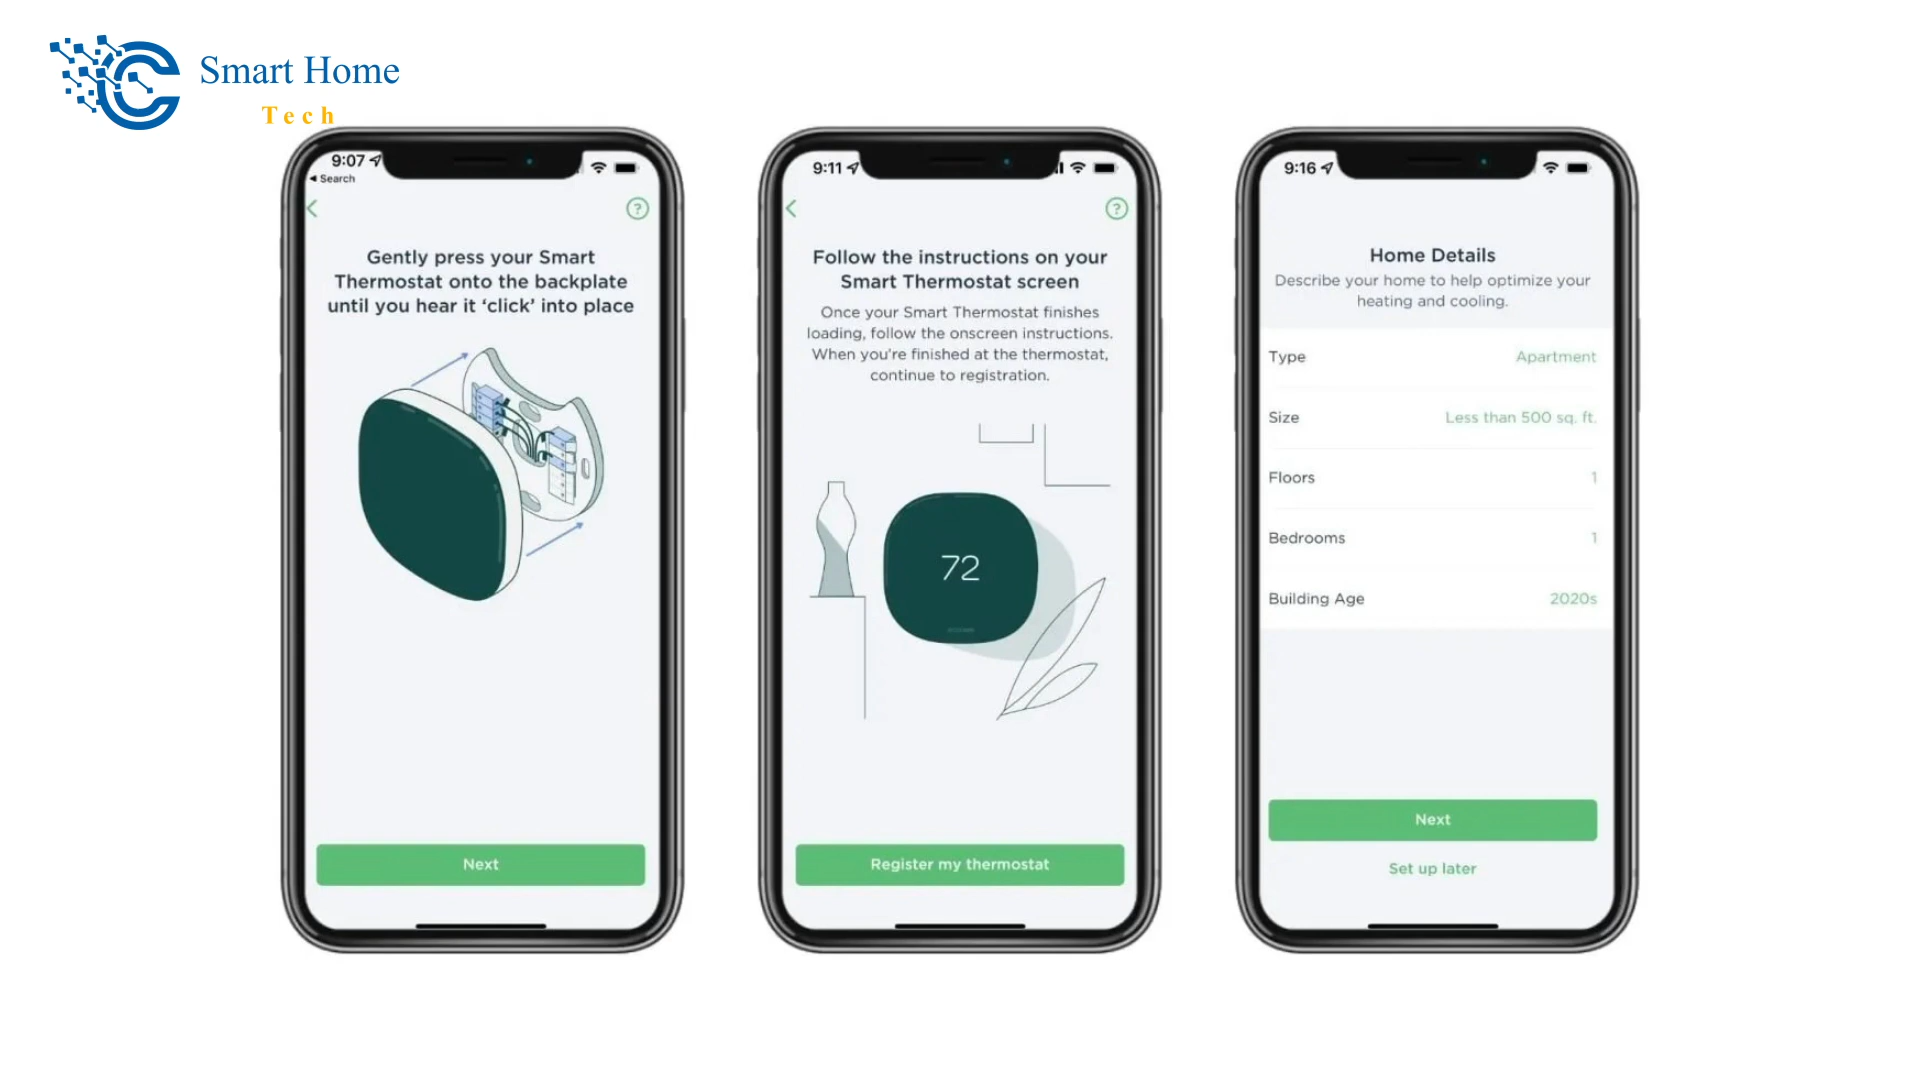 Smart Home
Tech
9:07
Search
?
Gently press your Smart
Thermostat onto the backplate
until you hear it ‘click’ into place
Next
9:11
?
Follow the instructions on your
Smart Thermostat screen
Once your Smart Thermostat finishes
loading, follow the onscreen instructions.
When you're finished at the thermostat,
continue to registration.
72
Register my thermostat
9:16
Home Details
Describe your home to help optimize your
heating and cooling.
Type Apartment
Size Less than 500 sq. ft.
Floors 1
Bedrooms 1
Building Age 2020s
Next
Set up later